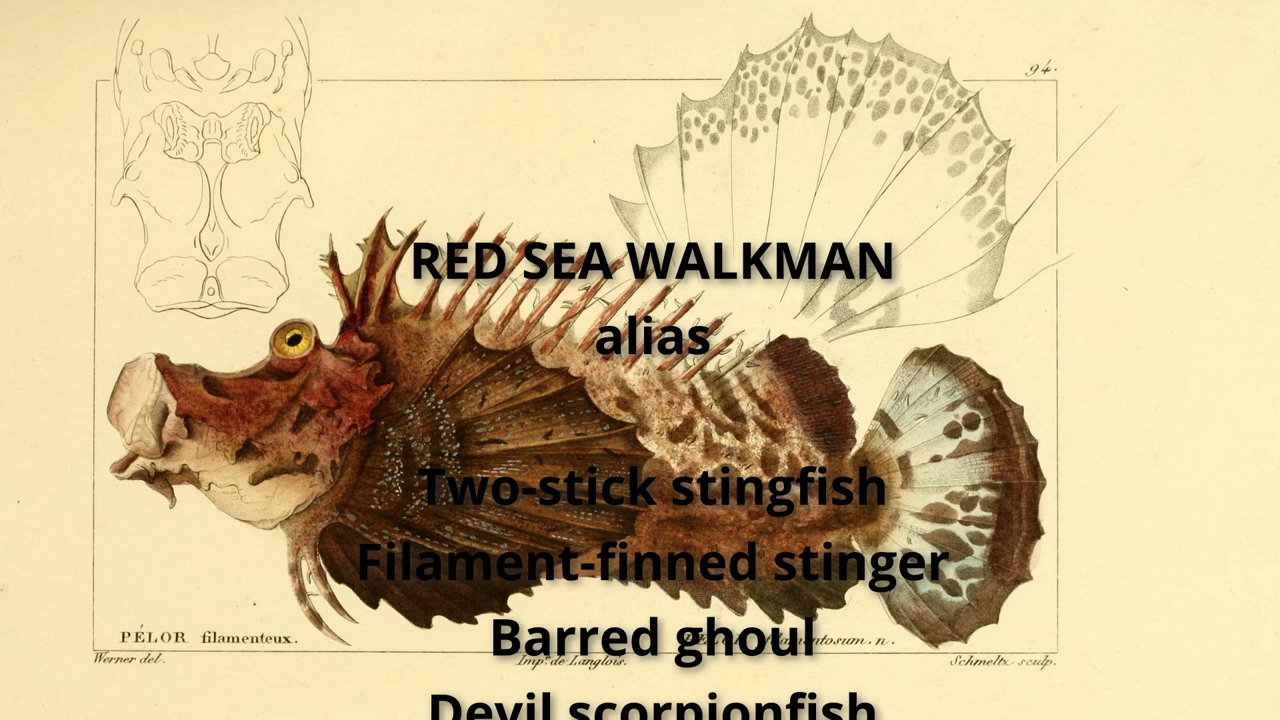 94.
RED SEA WALKMAN
alias
Two-stick stingfish
Filament-finned stinger
Barred ghoul
Devil scorpionfish
PÉLOR filamenteux.
filamentosum. n.
Werner del.
Imp.e de Langlois.
Schmeltz sculp.